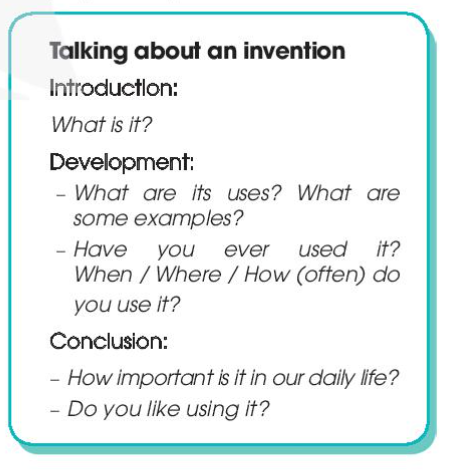 Talking about an invention
Introduction:
What is it?
Development:
– What are its uses? What are
some examples?
– Have you ever used it?
When / Where / How (often) do
you use it?
Conclusion:
– How important is it in our daily life?
– Do you like using it?